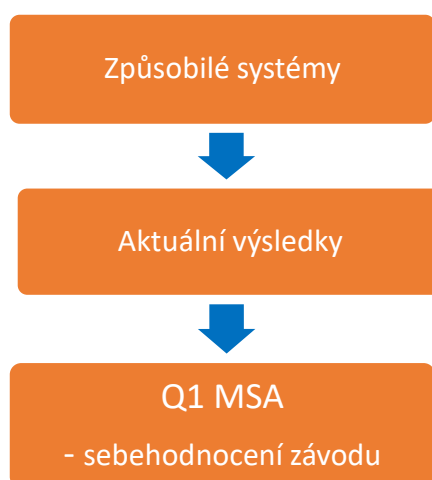 Způsobilé systémy
Aktuální výsledky
Q1 MSA
- sebehodnocení závodu